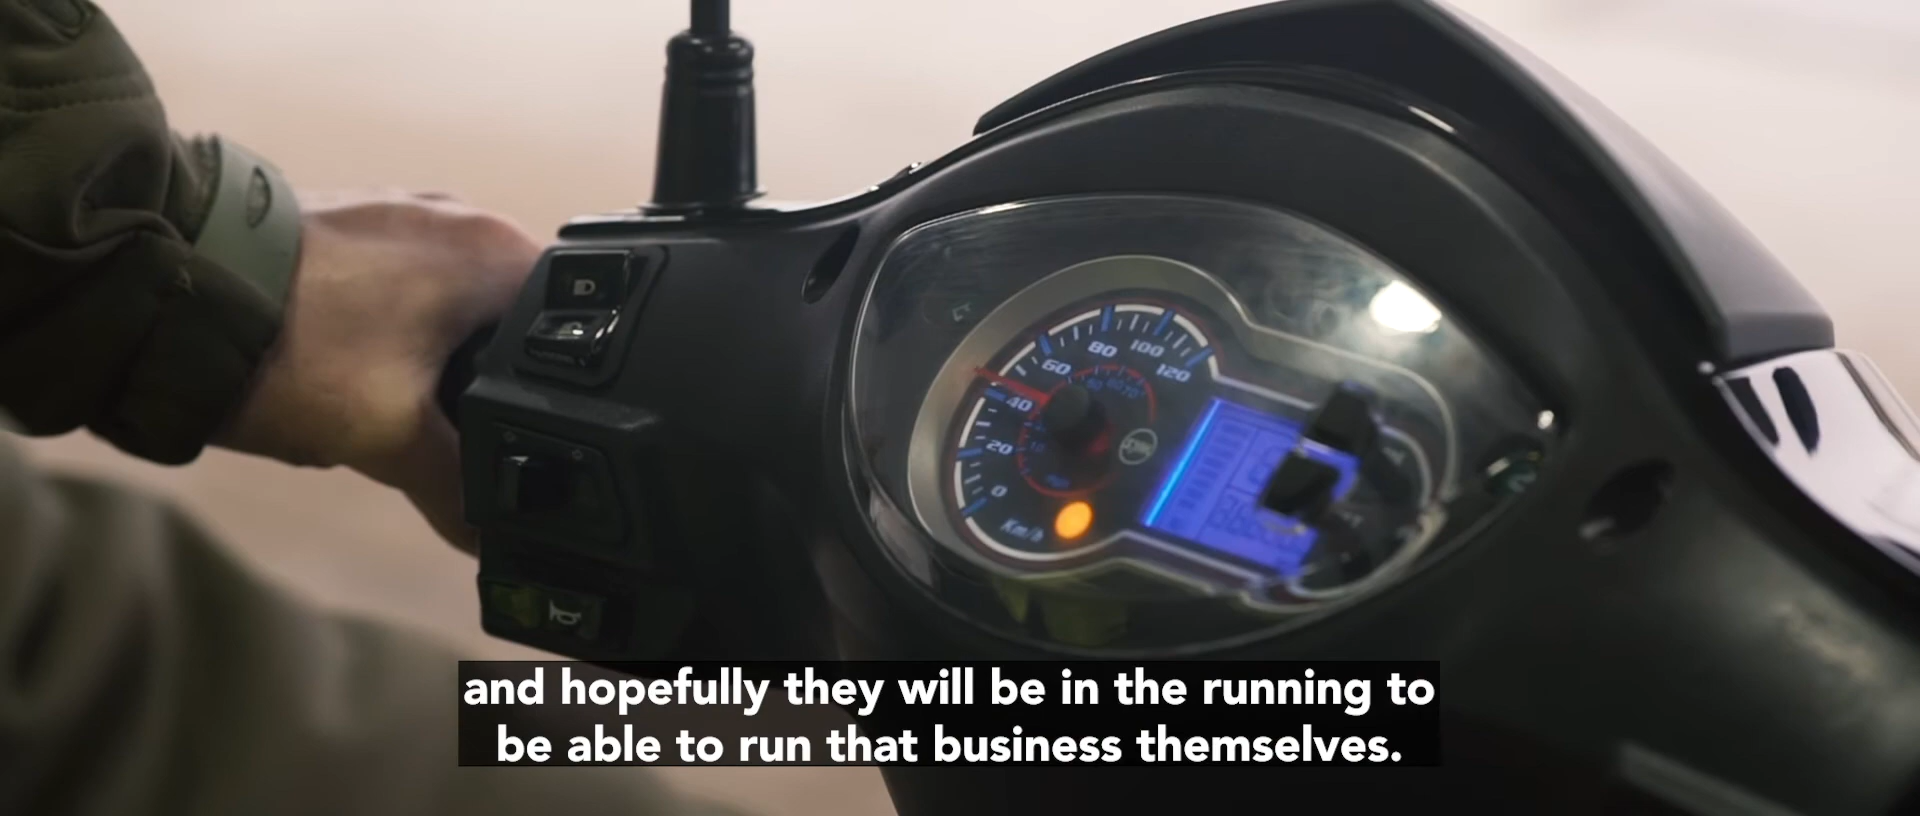 80
100
60
120
40
20
0
Km/h
SYM
and hopefully they will be in the running to
be able to run that business themselves.